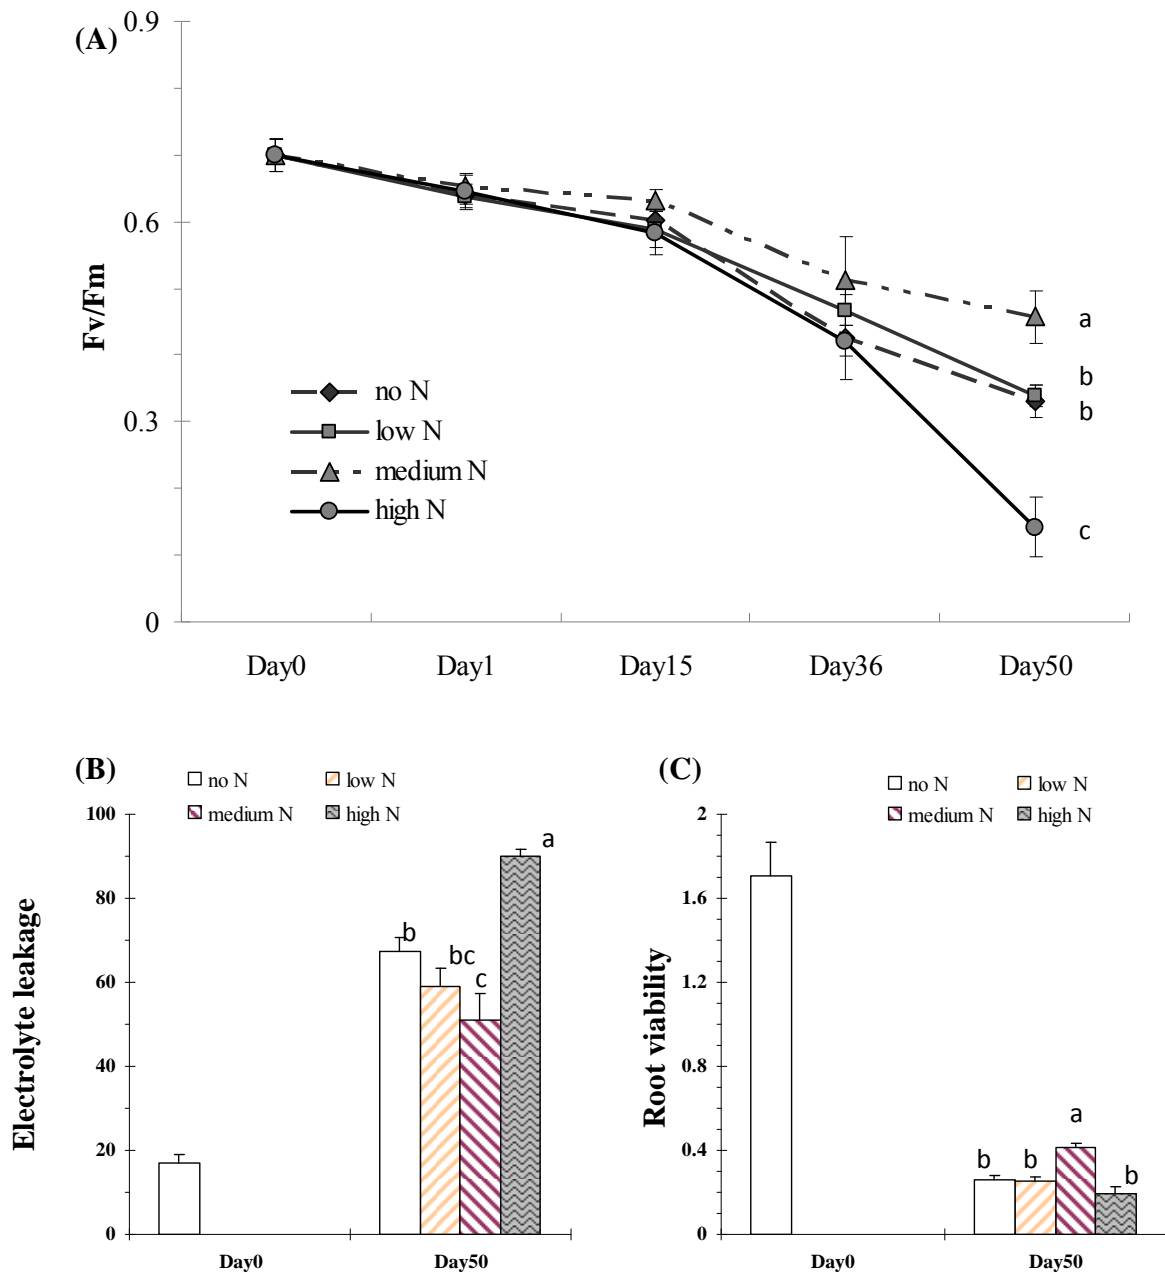 (A)
0.9
0.6
0.3
0
Fv/Fm
no N
low N
medium N
high N
a
b
b
c
Day0 Day1 Day15 Day36 Day50
(B)
no N low N
medium N high N
100
80
60
40
20
0
Electrolyte leakage
b
bc
c
a
Day0 Day50
(C)
no N low N
medium N high N
2
1.6
1.2
0.8
0.4
0
Root viability
b
b
a
b
Day0 Day50